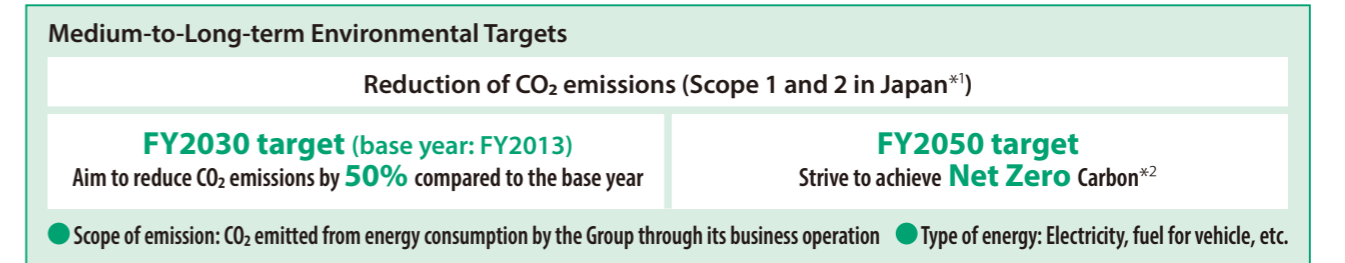 Medium-to-Long-term Environmental Targets
Reduction of CO₂ emissions (Scope 1 and 2 in Japan*1)
FY2030 target (base year: FY2013)
Aim to reduce CO₂ emissions by 50% compared to the base year
FY2050 target
Strive to achieve Net Zero Carbon*2
● Scope of emission: CO₂ emitted from energy consumption by the Group through its business operation ● Type of energy: Electricity, fuel for vehicle, etc.